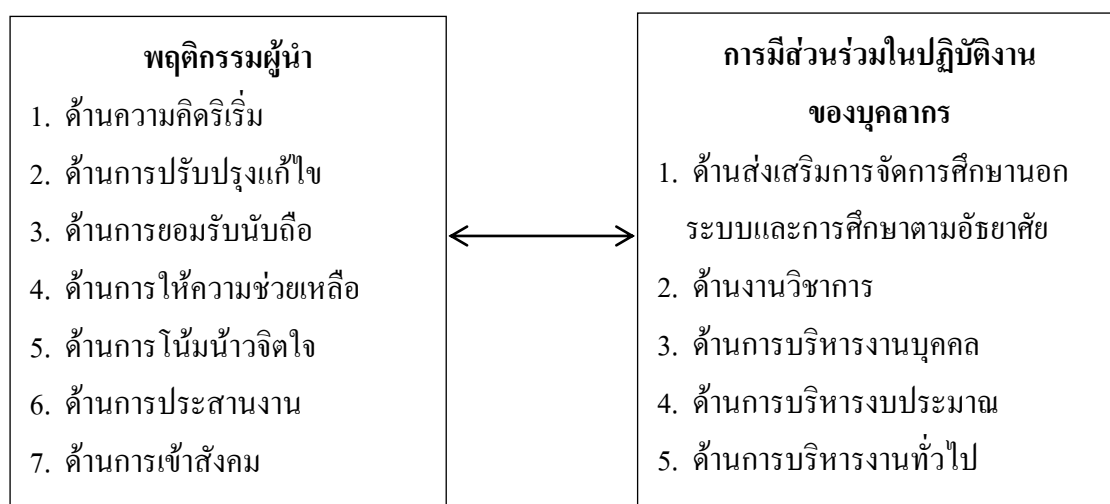 พฤติกรรมผู้นำ
1. ด้านความคิดริเริ่ม
2. ด้านการปรับปรุงแก้ไข
3. ด้านการยอมรับนับถือ
4. ด้านการให้ความช่วยเหลือ
5. ด้านการโน้มน้าวจิตใจ
6. ด้านการประสานงาน
7. ด้านการเข้าสังคม
การมีส่วนร่วมในปฏิบัติงาน
ของบุคลากร
1. ด้านส่งเสริมการจัดการศึกษานอก
ระบบและการศึกษาตามอัธยาศัย
2. ด้านงานวิชาการ
3. ด้านการบริหารงานบุคคล
4. ด้านการบริหารงบประมาณ
5. ด้านการบริหารงานทั่วไป